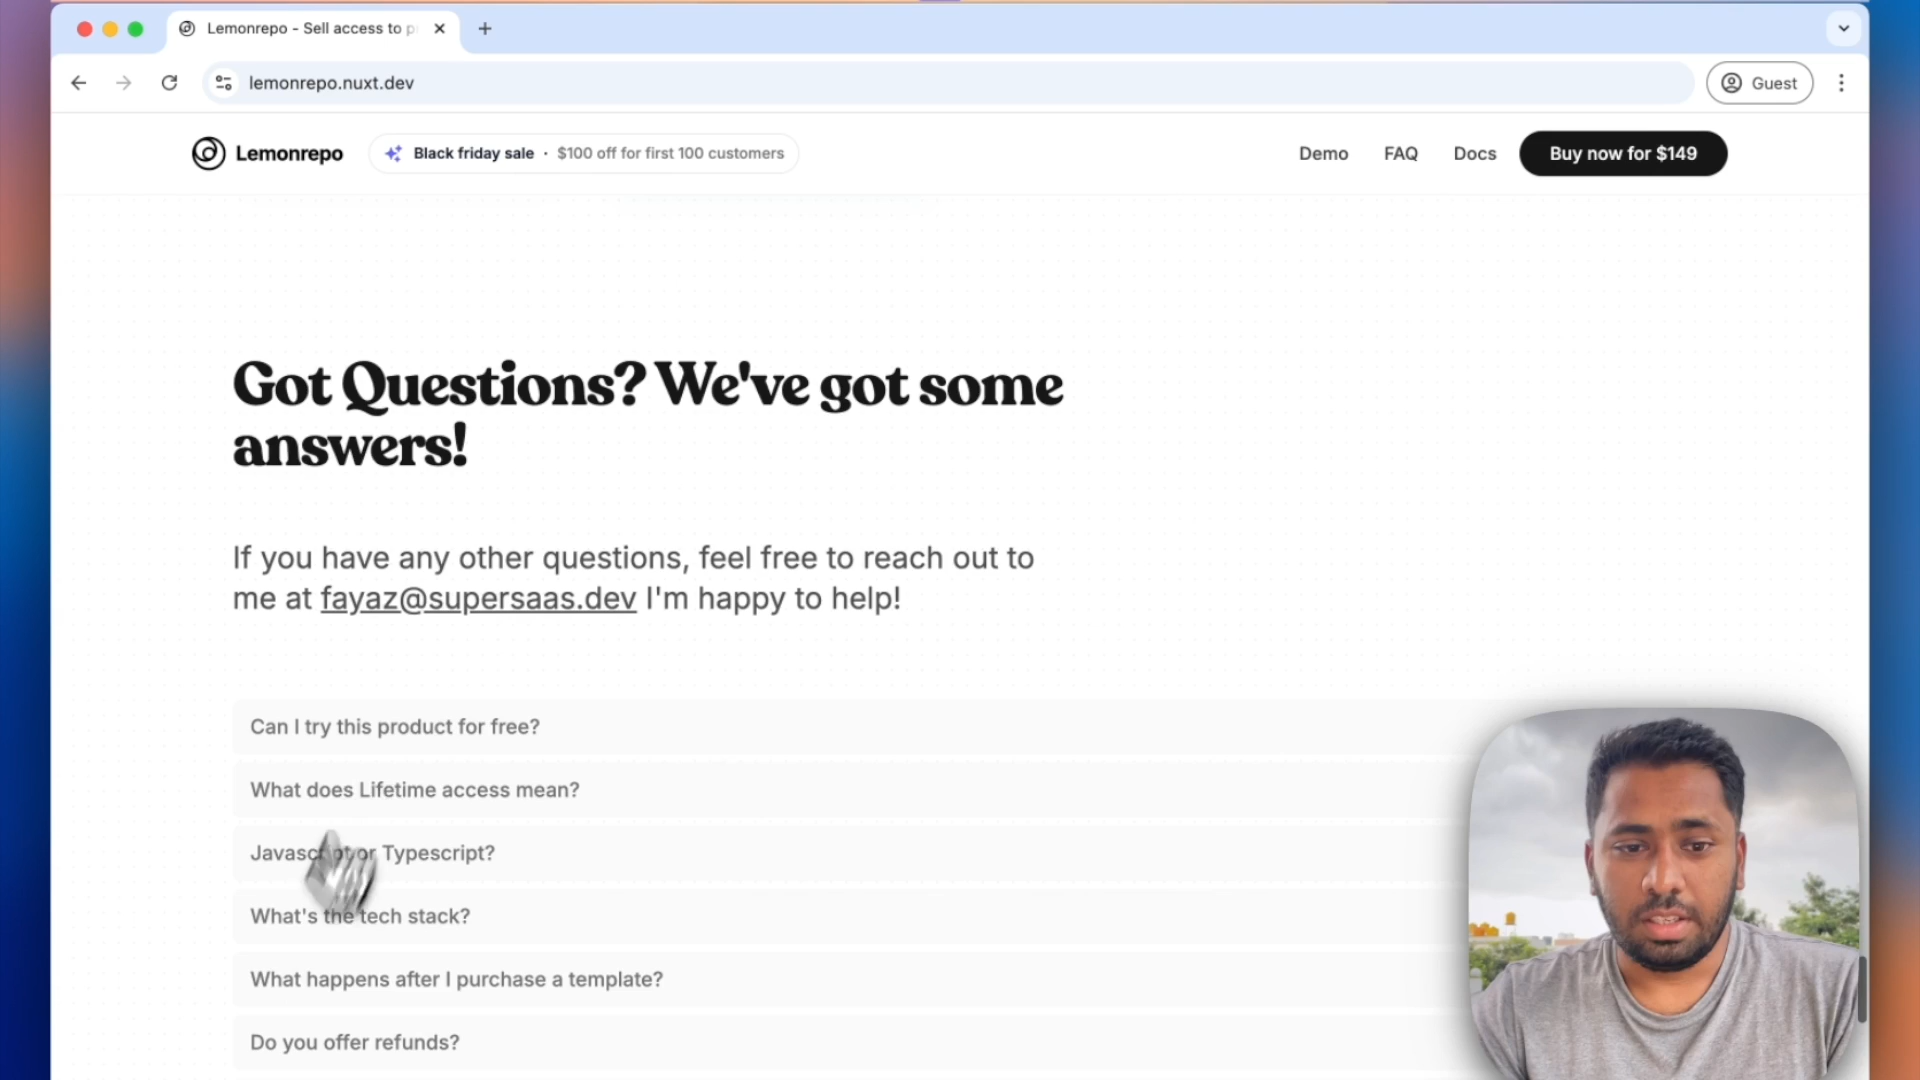 Lemonrepo - Sell access to p
lemonrepo.nuxt.dev
Guest
Lemonrepo
Black friday sale · $100 off for first 100 customers
Demo
FAQ
Docs
Buy now for $149
Got Questions? We've got some
answers!
If you have any other questions, feel free to reach out to
me at fayaz@supersaas.dev I'm happy to help!
Can I try this product for free?
What does Lifetime access mean?
Javascript or Typescript?
What's the tech stack?
What happens after I purchase a template?
Do you offer refunds?